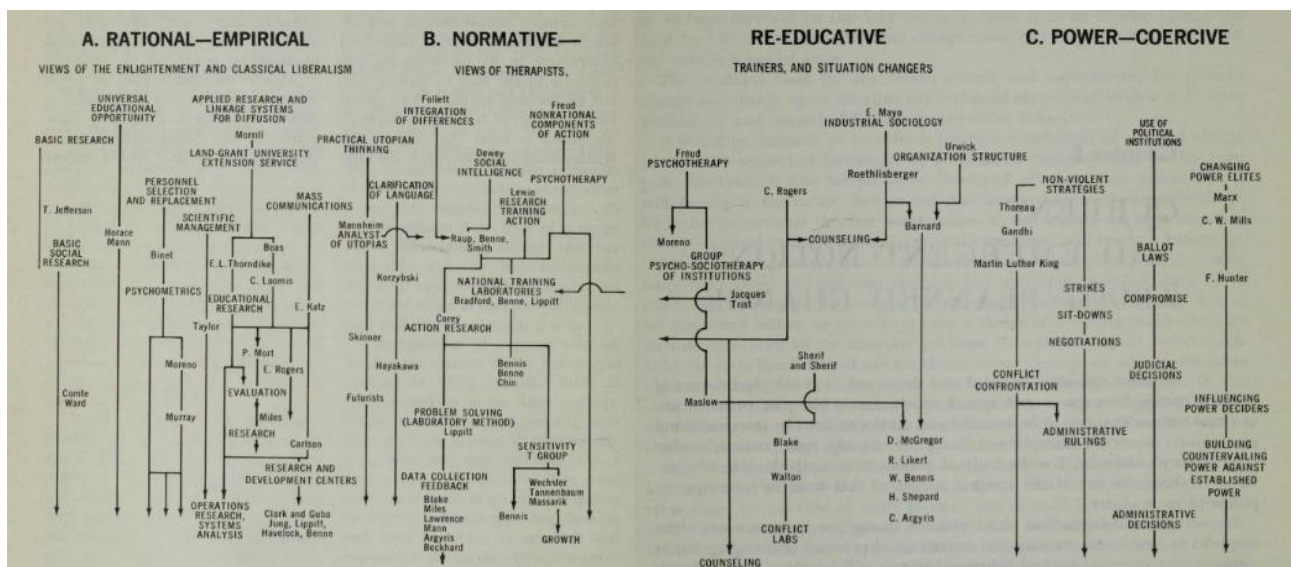 A. RATIONAL—EMPIRICAL
VIEWS OF THE ENLIGHTENMENT AND CLASSICAL LIBERALISM
BASIC RESEARCH
T. Jefferson
BASIC
SOCIAL
RESEARCH
Comte
Ward
UNIVERSAL
EDUCATIONAL
OPPORTUNITY
Horace
Mann
PERSONNEL
SELECTION
AND REPLACEMENT
Binet
PSYCHOMETRICS
Moreno
Murray
APPLIED RESEARCH AND
LINKAGE SYSTEMS
FOR DIFFUSION
Morrill
LAND-GRANT UNIVERSITY
EXTENSION SERVICE
SCIENTIFIC
MANAGEMENT
Taylor
OPERATIONS
RESEARCH,
SYSTEMS
ANALYSIS
Boas
E.L. Thorndike
C. Loomis
EDUCATIONAL
RESEARCH
P. Mort
E. Rogers
EVALUATION
Miles
RESEARCH
MASS
COMMUNICATIONS
E. Katz
Carlson
RESEARCH AND
DEVELOPMENT CENTERS
Clark and Guba
Jung, Lippitt,
Havelock, Benne
B. NORMATIVE—
VIEWS OF THERAPISTS,
PRACTICAL UTOPIAN
THINKING
Mannheim
ANALYST
OF UTOPIAS
Skinner
Futurists
CLARIFICATION
OF LANGUAGE
Korzybski
Hayakawa
Follett
INTEGRATION
OF DIFFERENCES
Dewey
SOCIAL
INTELLIGENCE
Raup, Benne,
Smith
Lewin
RESEARCH
TRAINING
ACTION
Freud
NONRATIONAL
COMPONENTS
OF ACTION
PSYCHOTHERAPY
NATIONAL TRAINING
LABORATORIES
Bradford, Benne, Lippitt
Corey
ACTION RESEARCH
Bennis
Bonne
Chin
PROBLEM SOLVING
(LABORATORY METHOD)
Lippitt
DATA COLLECTION
FEEDBACK
Blake
Miles
Lawrence
Mann
Argyris
Beckhard
SENSITIVITY
T GROUP
Bennis
Wechsler
Tannenbaum
Massarik
GROWTH
RE-EDUCATIVE
TRAINERS, AND SITUATION CHANGERS
Freud
PSYCHOTHERAPY
Moreno
GROUP
PSYCHO-SOCIOTHERAPY
OF INSTITUTIONS
Jacques
Trist
Maslow
C. Rogers
COUNSELING
COUNSELING
E. Mayo
INDUSTRIAL SOCIOLOGY
Roethlisberger
Urwick
ORGANIZATION STRUCTURE
Barnard
Sherif
and Sherif
Blake
Walton
CONFLICT
LABS
D. McGregor
R. Likert
W. Bennis
H. Shepard
C. Argyris
C. POWER—COERCIVE
NON-VIOLENT
STRATEGIES
Thoreau
Gandhi
Martin Luther King
STRIKES
SIT-DOWNS
NEGOTIATIONS
CONFLICT
CONFRONTATION
ADMINISTRATIVE
RULINGS
USE OF
POLITICAL
INSTITUTIONS
BALLOT
LAWS
COMPROMISE
JUDICIAL
DECISIONS
ADMINISTRATIVE
DECISIONS
CHANGING
POWER ELITES
Marx
C. W. Mills
F. Hunter
INFLUENCING
POWER DECIDERS
BUILDING
COUNTERVAILING
POWER AGAINST
ESTABLISHED
POWER